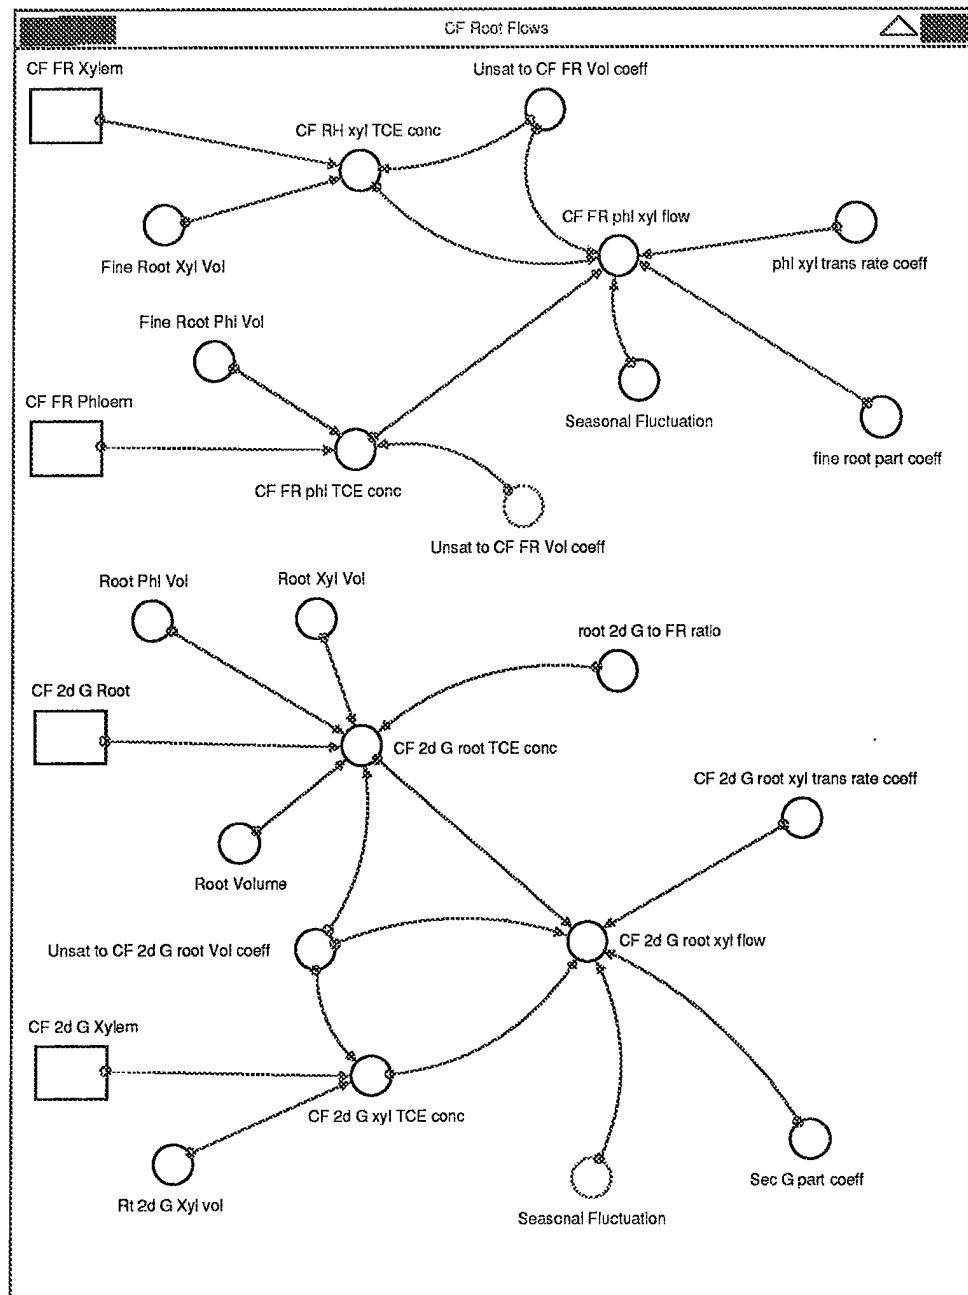 CF Root Flows
CF FR Xylem
Unsat to CF FR Vol coeff
CF RH xyl TCE conc
CF FR phl xyl flow
Fine Root Xyl Vol
phl xyl trans rate coeff
Fine Root Phl Vol
CF FR Phloem
Seasonal Fluctuation
fine root part coeff
CF FR phl TCE conc
Unsat to CF FR Vol coeff
Root Phl Vol
Root Xyl Vol
root 2d G to FR ratio
CF 2d G Root
CF 2d G root TCE conc
CF 2d G root xyl trans rate coeff
Root Volume
Unsat to CF 2d G root Vol coeff
CF 2d G root xyl flow
CF 2d G Xylem
CF 2d G xyl TCE conc
Sec G part coeff
Rt 2d G Xyl vol
Seasonal Fluctuation